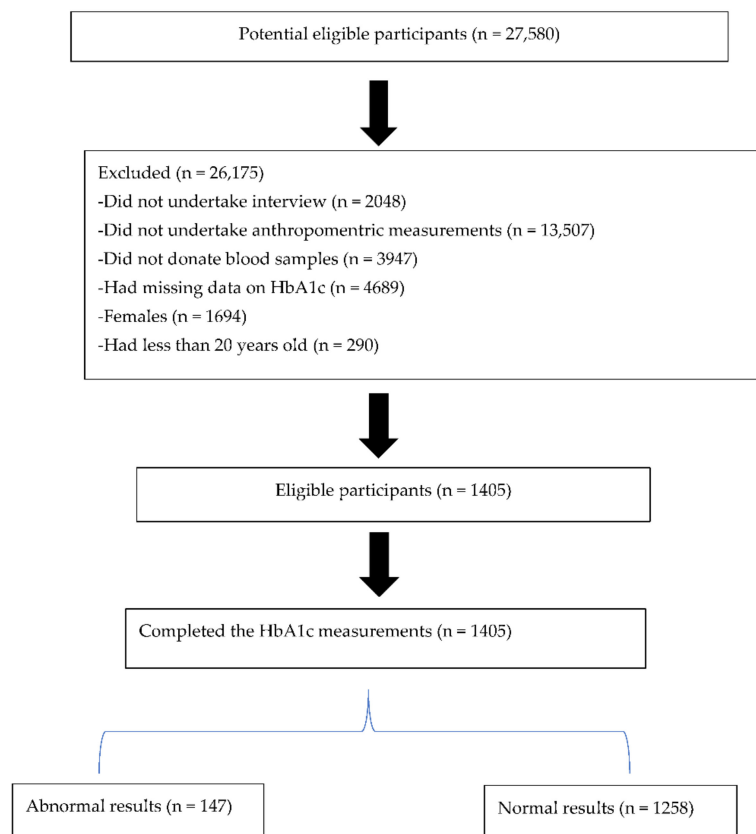 Potential eligible participants (n = 27,580)
Excluded (n = 26,175)
-Did not undertake interview (n = 2048)
-Did not undertake anthropomentric measurements (n = 13,507)
-Did not donate blood samples (n = 3947)
-Had missing data on HbA1c (n = 4689)
-Females (n = 1694)
-Had less than 20 years old (n = 290)
Eligible participants (n = 1405)
Completed the HbA1c measurements (n = 1405)
Abnormal results (n = 147)
Normal results (n = 1258)